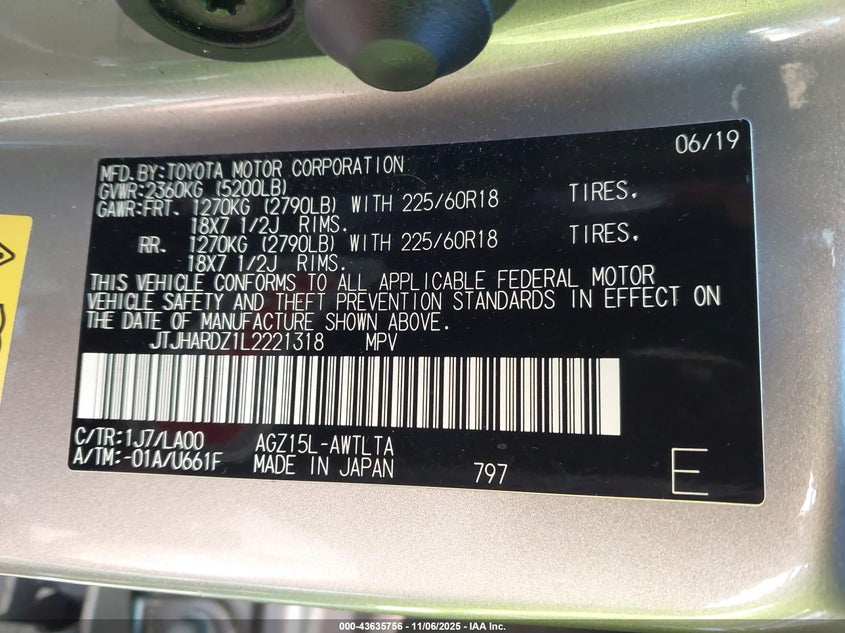 06/19
MFD.BY:TOYOTA MOTOR CORPORATION
GVWR:2360KG (5200LB)
GAWR:FRT. 1270KG (2790LB) WITH 225/60R18 TIRES.
18X7 1/2J RIMS.
RR. 1270KG (2790LB) WITH 225/60R18 TIRES.
18X7 1/2J RIMS.
THIS VEHICLE CONFORMS TO ALL APPLICABLE FEDERAL MOTOR
VEHICLE SAFETY AND THEFT PREVENTION STANDARDS IN EFFECT ON
THE DATE OF MANUFACTURE SHOWN ABOVE.
JTJHARDZ1L2221318 MPV
C/TR:1J7/LA00 AGZ15L-AWTLTA
A/TM:-01A/U661F MADE IN JAPAN 797 E
000-43635756 - 11/06/2025 - IAA Inc.